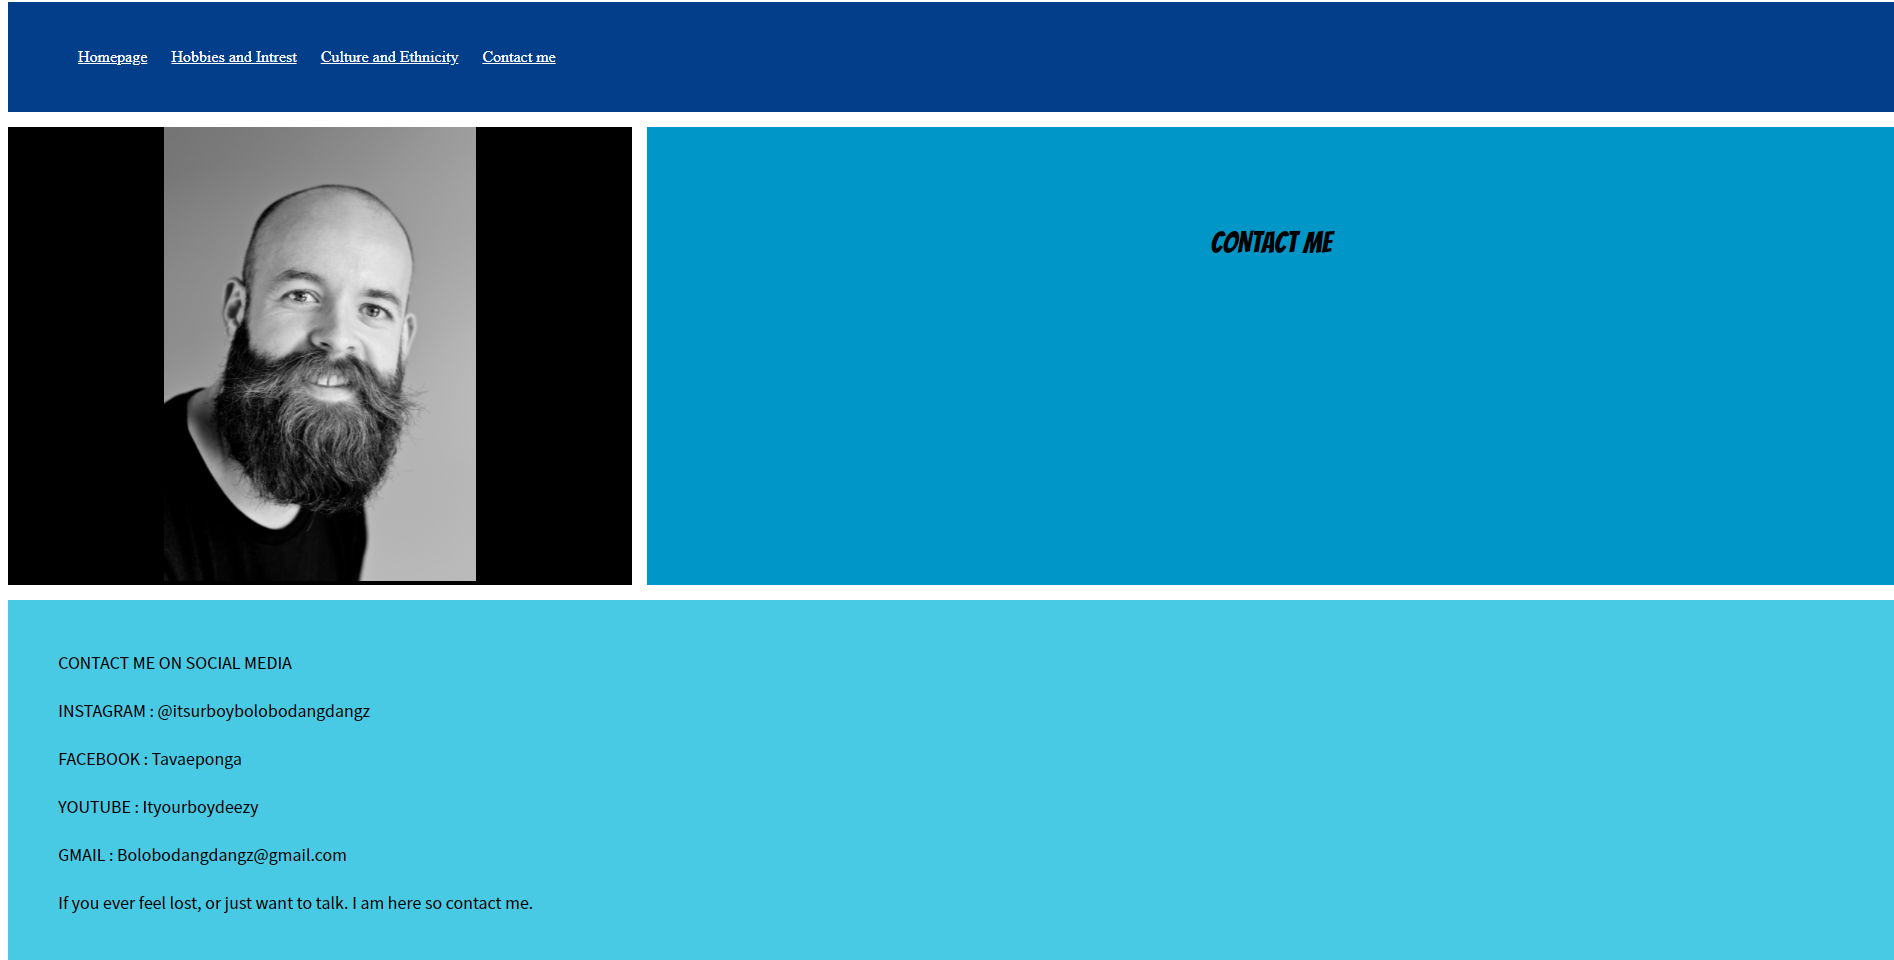 Homepage Hobbies and Intrest Culture and Ethnicity Contact me
CONTACT ME
CONTACT ME ON SOCIAL MEDIA
INSTAGRAM : @itsurboybolobodangdangz
FACEBOOK : Tavaeponga
YOUTUBE : Ityourboydeezy
GMAIL : Bolobodangdangz@gmail.com
If you ever feel lost, or just want to talk. I am here so contact me.